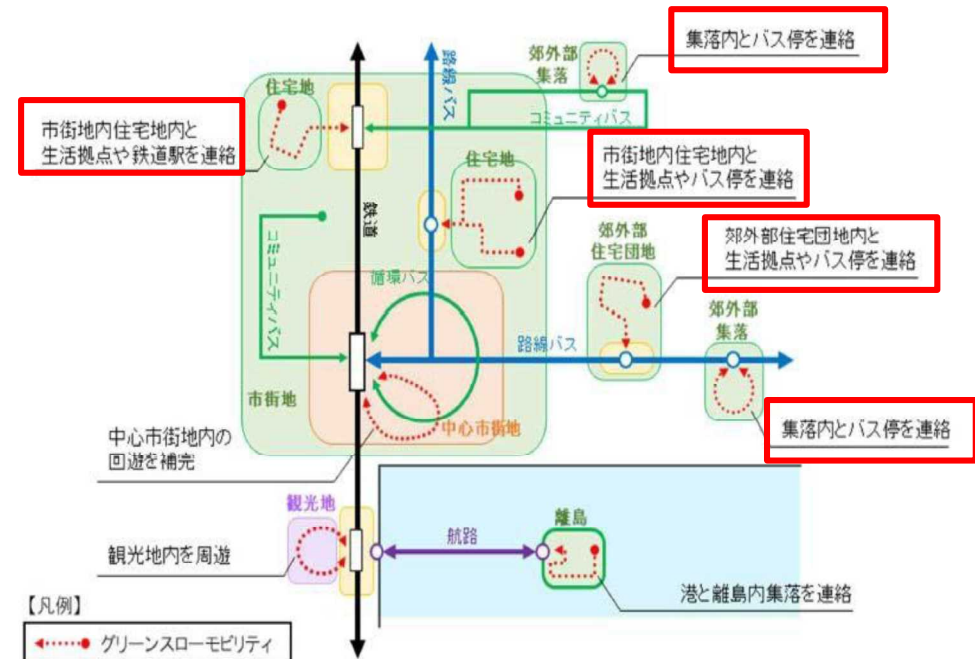 集落内とバス停を連絡
郊外部
集落
路線バス
住宅地
コミュニティバス
市街地内住宅地内と
生活拠点や鉄道駅を連絡
住宅地
市街地内住宅地内と
生活拠点やバス停を連絡
鉄道
コミュニティバス
郊外部
住宅団地
郊外部住宅団地内と
生活拠点やバス停を連絡
循環バス
郊外部
集落
路線バス
市街地
中心市街地
集落内とバス停を連絡
中心市街地内の
回遊を補完
観光地
離島
航路
観光地内を周遊
港と離島内集落を連絡
【凡例】
グリーンスローモビリティ